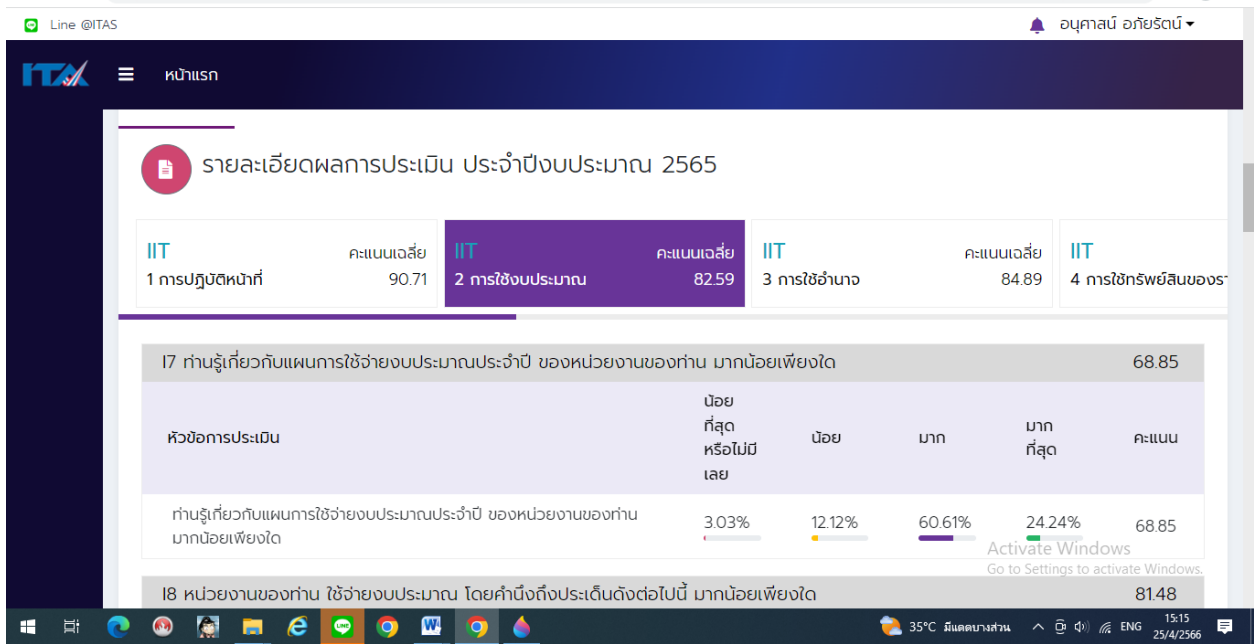 Line @ITAS
อนุศาสน์ อภัยรัตน์
ITA
หน้าแรก
รายละเอียดผลการประเมิน ประจำปีงบประมาณ 2565
IIT
คะแนนเฉลี่ย
1 การปฏิบัติหน้าที่
90.71
IIT
คะแนนเฉลี่ย
2 การใช้งบประมาณ
82.59
IIT
คะแนนเฉลี่ย
3 การใช้อำนาจ
84.89
IIT
4 การใช้ทรัพย์สินของรา
I7 ท่านรู้เกี่ยวกับแผนการใช้จ่ายงบประมาณประจำปี ของหน่วยงานของท่าน มากน้อยเพียงใด 68.85
หัวข้อการประเมิน
น้อย
ที่สุด
หรือไม่มี
เลย
น้อย
มาก
มาก
ที่สุด
คะแนน
ท่านรู้เกี่ยวกับแผนการใช้จ่ายงบประมาณประจำปี ของหน่วยงานของท่าน
มากน้อยเพียงใด
3.03% 12.12% 60.61% 24.24% 68.85
Activate Windows
Go to Settings to activate Windows.
I8 หน่วยงานของท่าน ใช้จ่ายงบประมาณ โดยคำนึงถึงประเด็นดังต่อไปนี้ มากน้อยเพียงใด 81.48
35°C มีแดดบางส่วน
ENG
15:15
25/4/2566